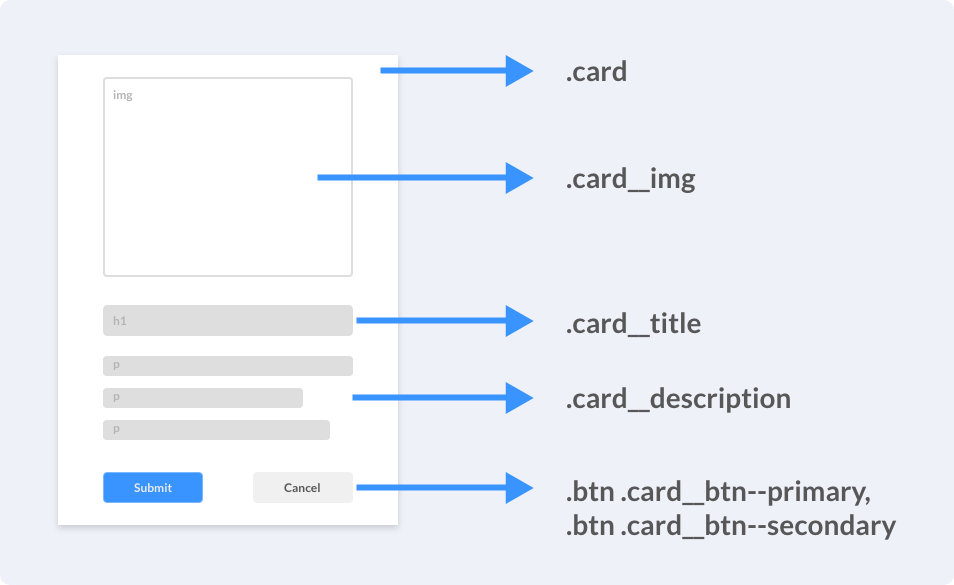 .card
img
.card__img
h1
.card__title
p
p
.card__description
p
Submit
Cancel
.btn .card__btn--primary,
.btn .card__btn--secondary